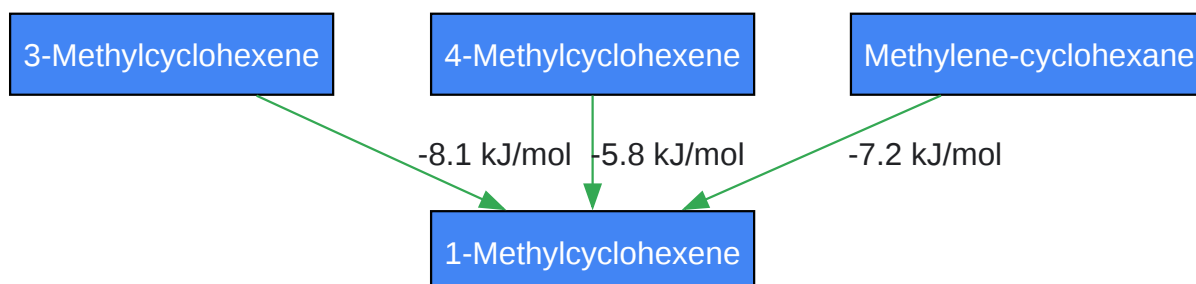 3-Methylcyclohexene
4-Methylcyclohexene
Methylene-cyclohexane
-8.1 kJ/mol
-5.8 kJ/mol
-7.2 kJ/mol
1-Methylcyclohexene